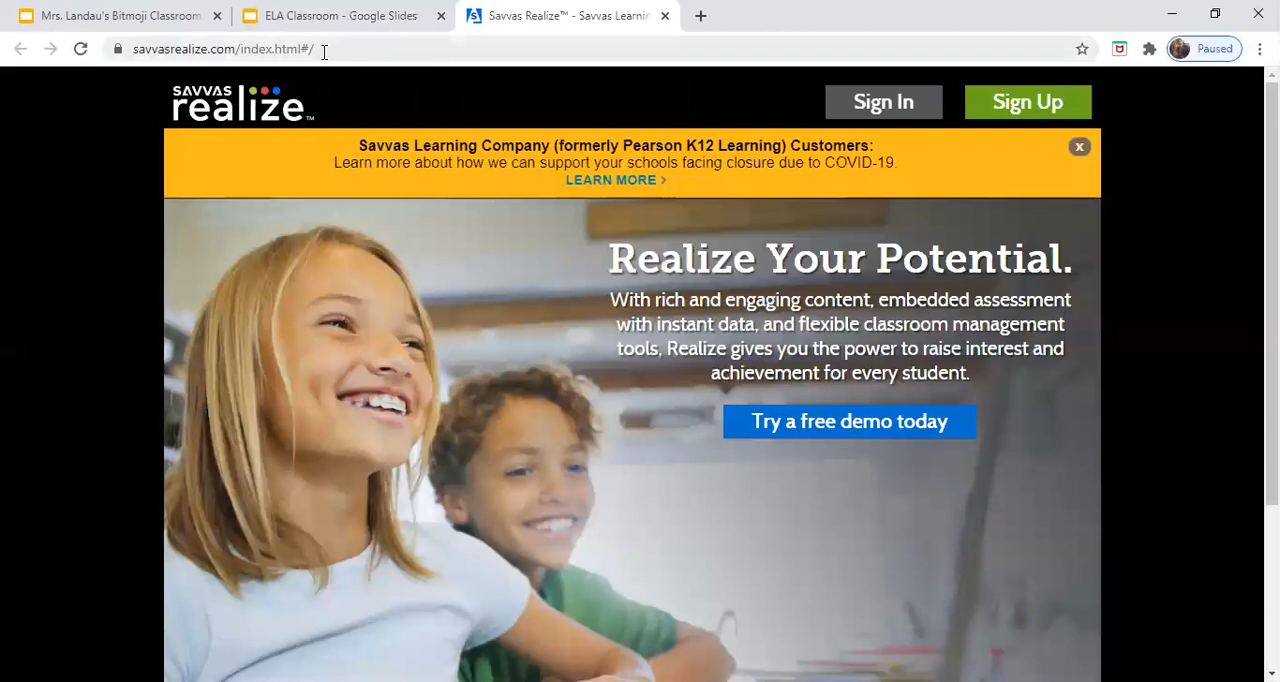 Mrs. Landau's Bitmoji Classroom
ELA Classroom - Google Slides
Savvas Realize™ - Savvas Learnin
savvasrealize.com/index.html#/
Paused
SAVVAS
realize™
Sign In
Sign Up
Savvas Learning Company (formerly Pearson K12 Learning) Customers:
Learn more about how we can support your schools facing closure due to COVID-19.
LEARN MORE >
x
Realize Your Potential.
With rich and engaging content, embedded assessment
with instant data, and flexible classroom management
tools, Realize gives you the power to raise interest and
achievement for every student.
Try a free demo today